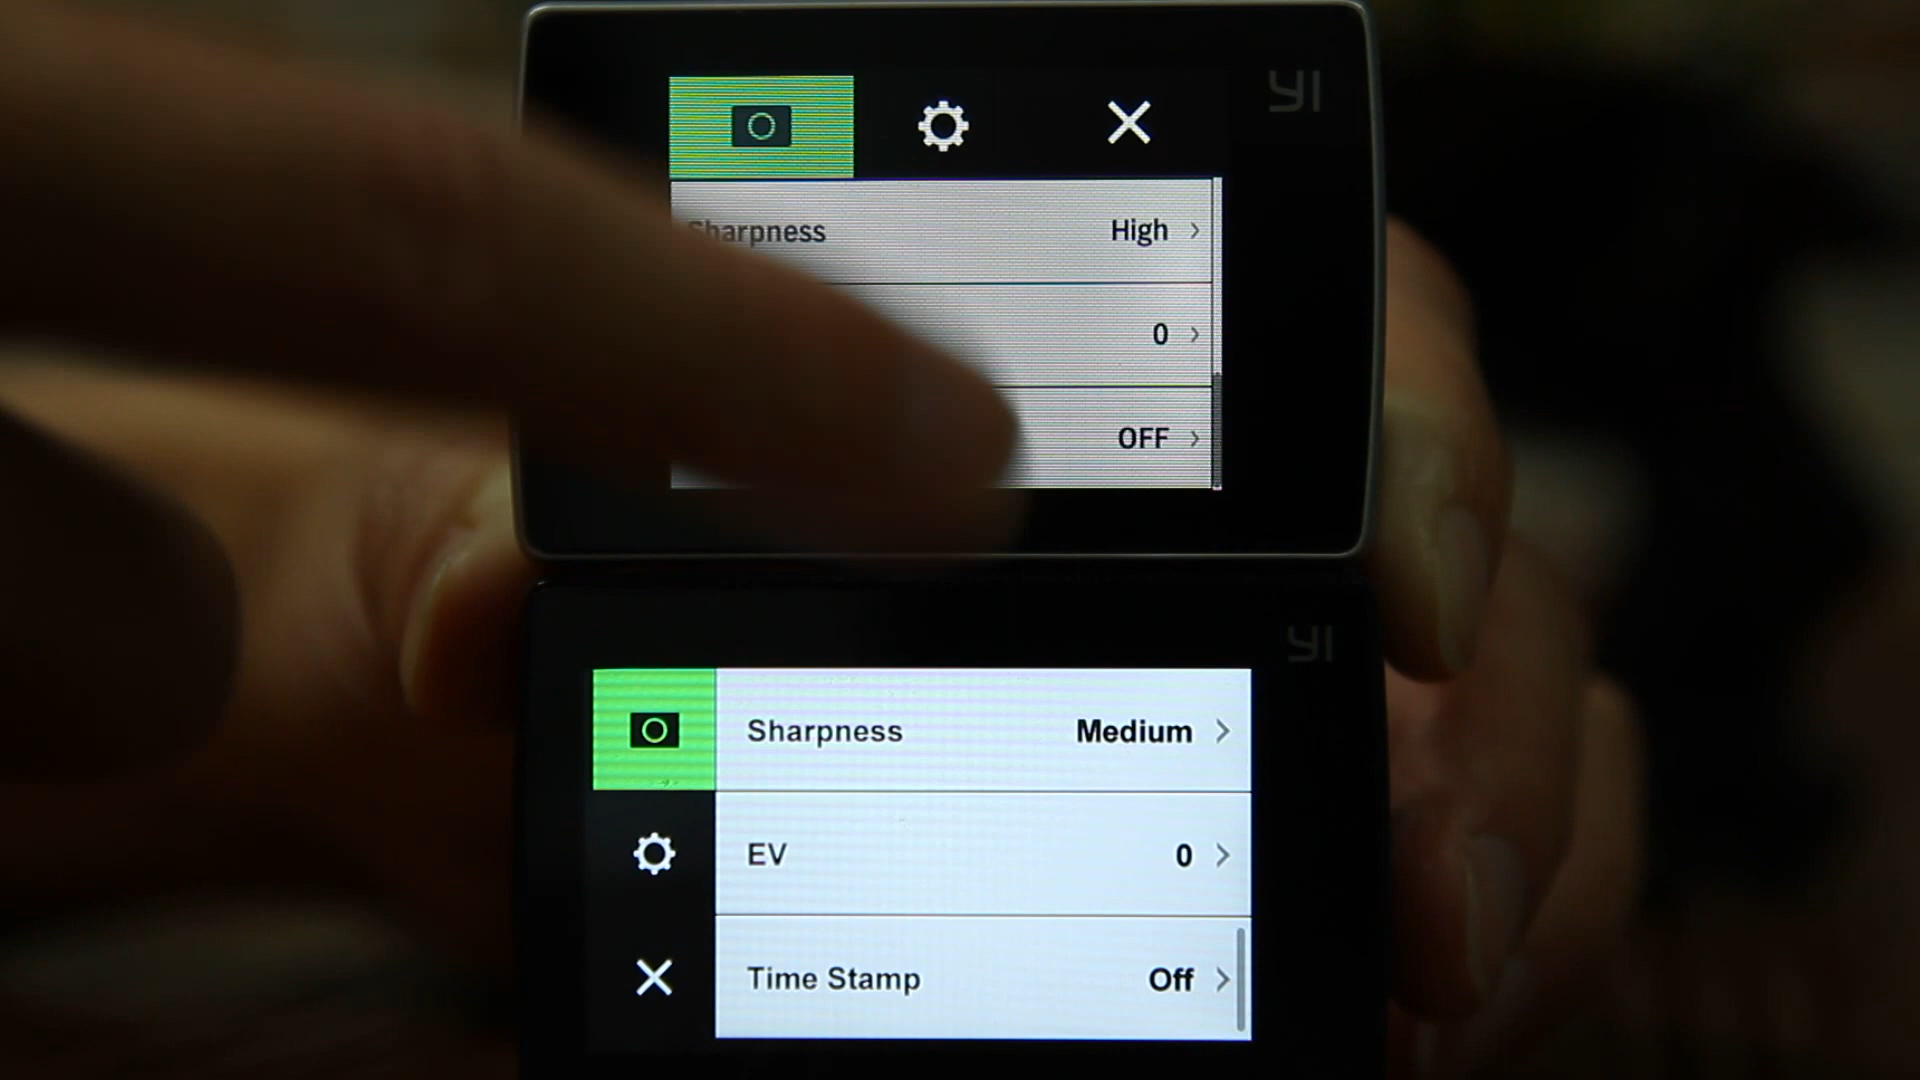 YI
Sharpness High
0
OFF
YI
Sharpness Medium
EV 0
Time Stamp Off